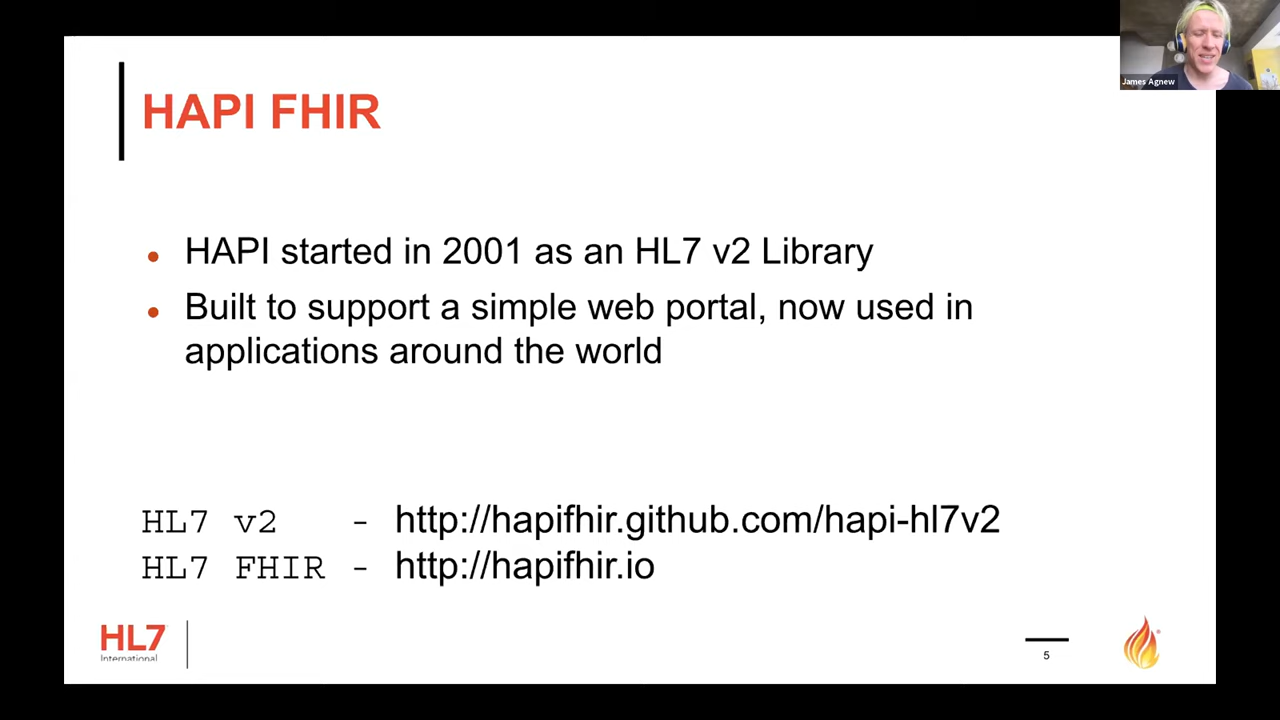 James Agnew
HAPI FHIR
• HAPI started in 2001 as an HL7 v2 Library
• Built to support a simple web portal, now used in
applications around the world
HL7 v2 - http://hapifhir.github.com/hapi-hl7v2
HL7 FHIR - http://hapifhir.io
HL7
International
5